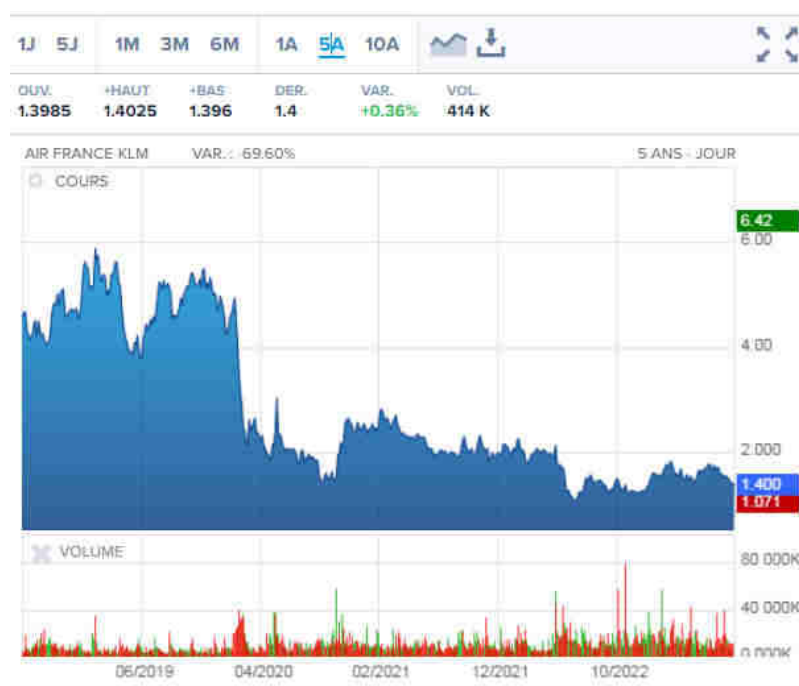 1J 5J 1M 3M 6M 1A 5A 10A
OUV. +HAUT +BAS DER. VAR. VOL.
1.3985 1.4025 1.396 1.4 +0.36% 414 K
AIR FRANCE KLM VAR. : -69.60% 5 ANS - JOUR
COURS
6.42
6.00
4.00
2.000
1.400
1.071
VOLUME
80 000K
40 000K
0.000K
06/2019 04/2020 02/2021 12/2021 10/2022